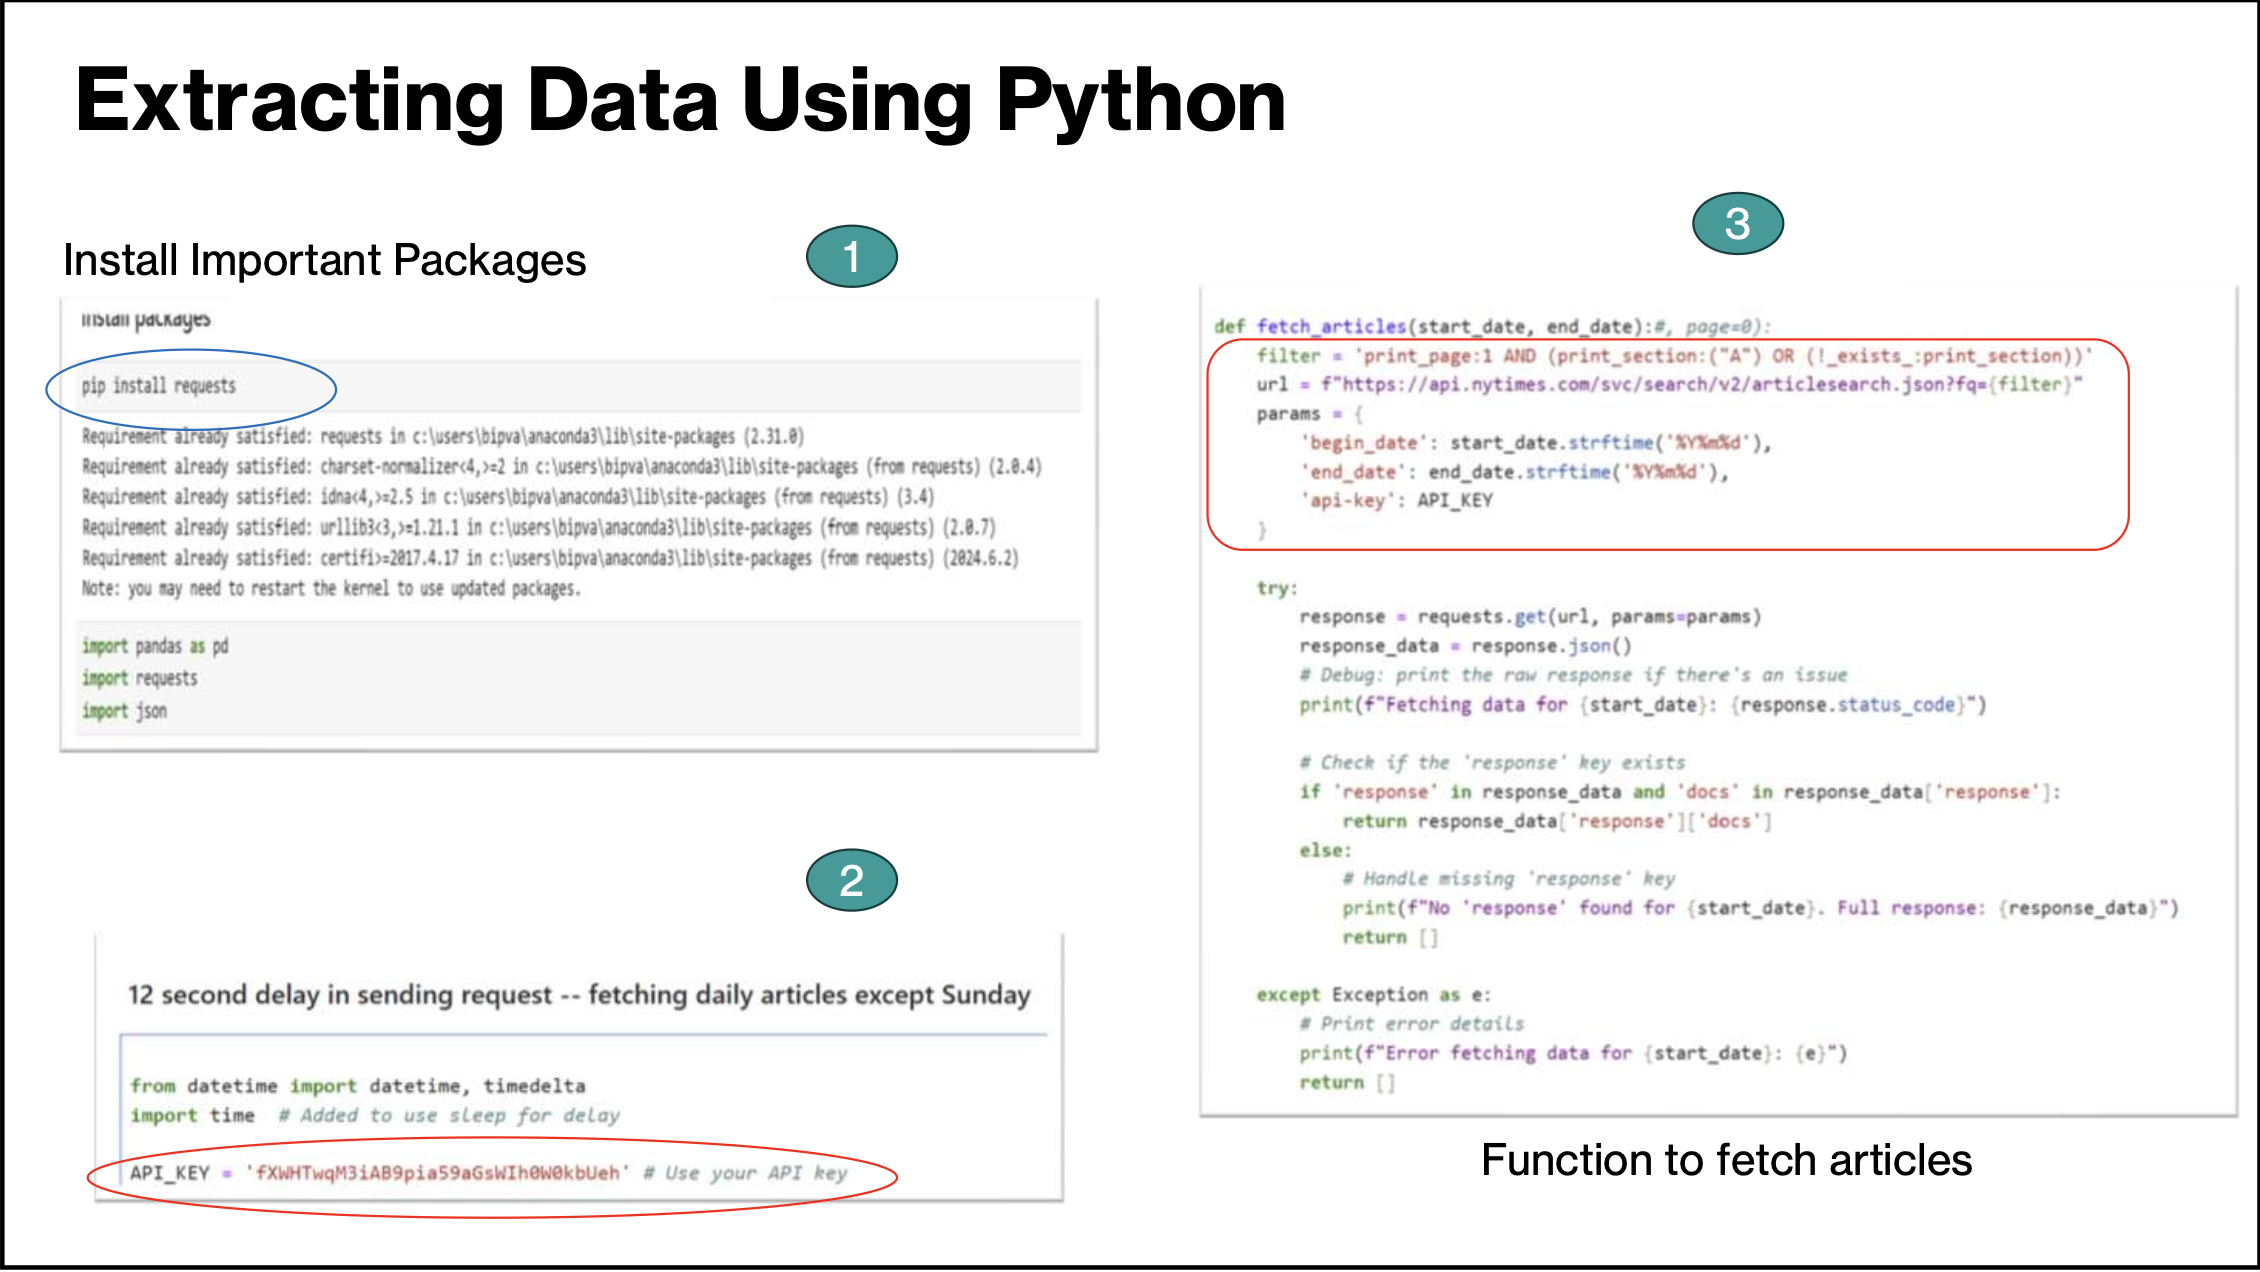 Extracting Data Using Python
Install Important Packages
1
Install packages
pip install requests
Requirement already satisfied: requests in c:\users\bipva\anaconda3\lib\site-packages (2.31.0)
Requirement already satisfied: charset-normalizer<4,>=2 in c:\users\bipva\anaconda3\lib\site-packages (from requests) (2.0.4)
Requirement already satisfied: idna<4,>=2.5 in c:\users\bipva\anaconda3\lib\site-packages (from requests) (3.4)
Requirement already satisfied: urllib3<3,>=1.21.1 in c:\users\bipva\anaconda3\lib\site-packages (from requests) (2.0.7)
Requirement already satisfied: certifi>=2017.4.17 in c:\users\bipva\anaconda3\lib\site-packages (from requests) (2024.6.2)
Note: you may need to restart the kernel to use updated packages.
import pandas as pd
import requests
import json
2
12 second delay in sending request -- fetching daily articles except Sunday
from datetime import datetime, timedelta
import time  # Added to use sleep for delay
API_KEY = 'fXWHTwqM3iAB9pia59aGsWIh0W0kbUeh' # Use your API key
3
def fetch_articles(start_date, end_date):#, page=0):
    filter = 'print_page:1 AND (print_section:("A") OR (!_exists_:print_section))'
    url = f"https://api.nytimes.com/svc/search/v2/articlesearch.json?fq={filter}"
    params = {
        'begin_date': start_date.strftime('%Y%m%d'),
        'end_date': end_date.strftime('%Y%m%d'),
        'api-key': API_KEY
    }
    try:
        response = requests.get(url, params=params)
        response_data = response.json()
        # Debug: print the raw response if there's an issue
        print(f"Fetching data for {start_date}: {response.status_code}")
        # Check if the 'response' key exists
        if 'response' in response_data and 'docs' in response_data['response']:
            return response_data['response']['docs']
        else:
            # Handle missing 'response' key
            print(f"No 'response' found for {start_date}. Full response: {response_data}")
            return []
    except Exception as e:
        # Print error details
        print(f"Error fetching data for {start_date}: {e}")
        return []
Function to fetch articles